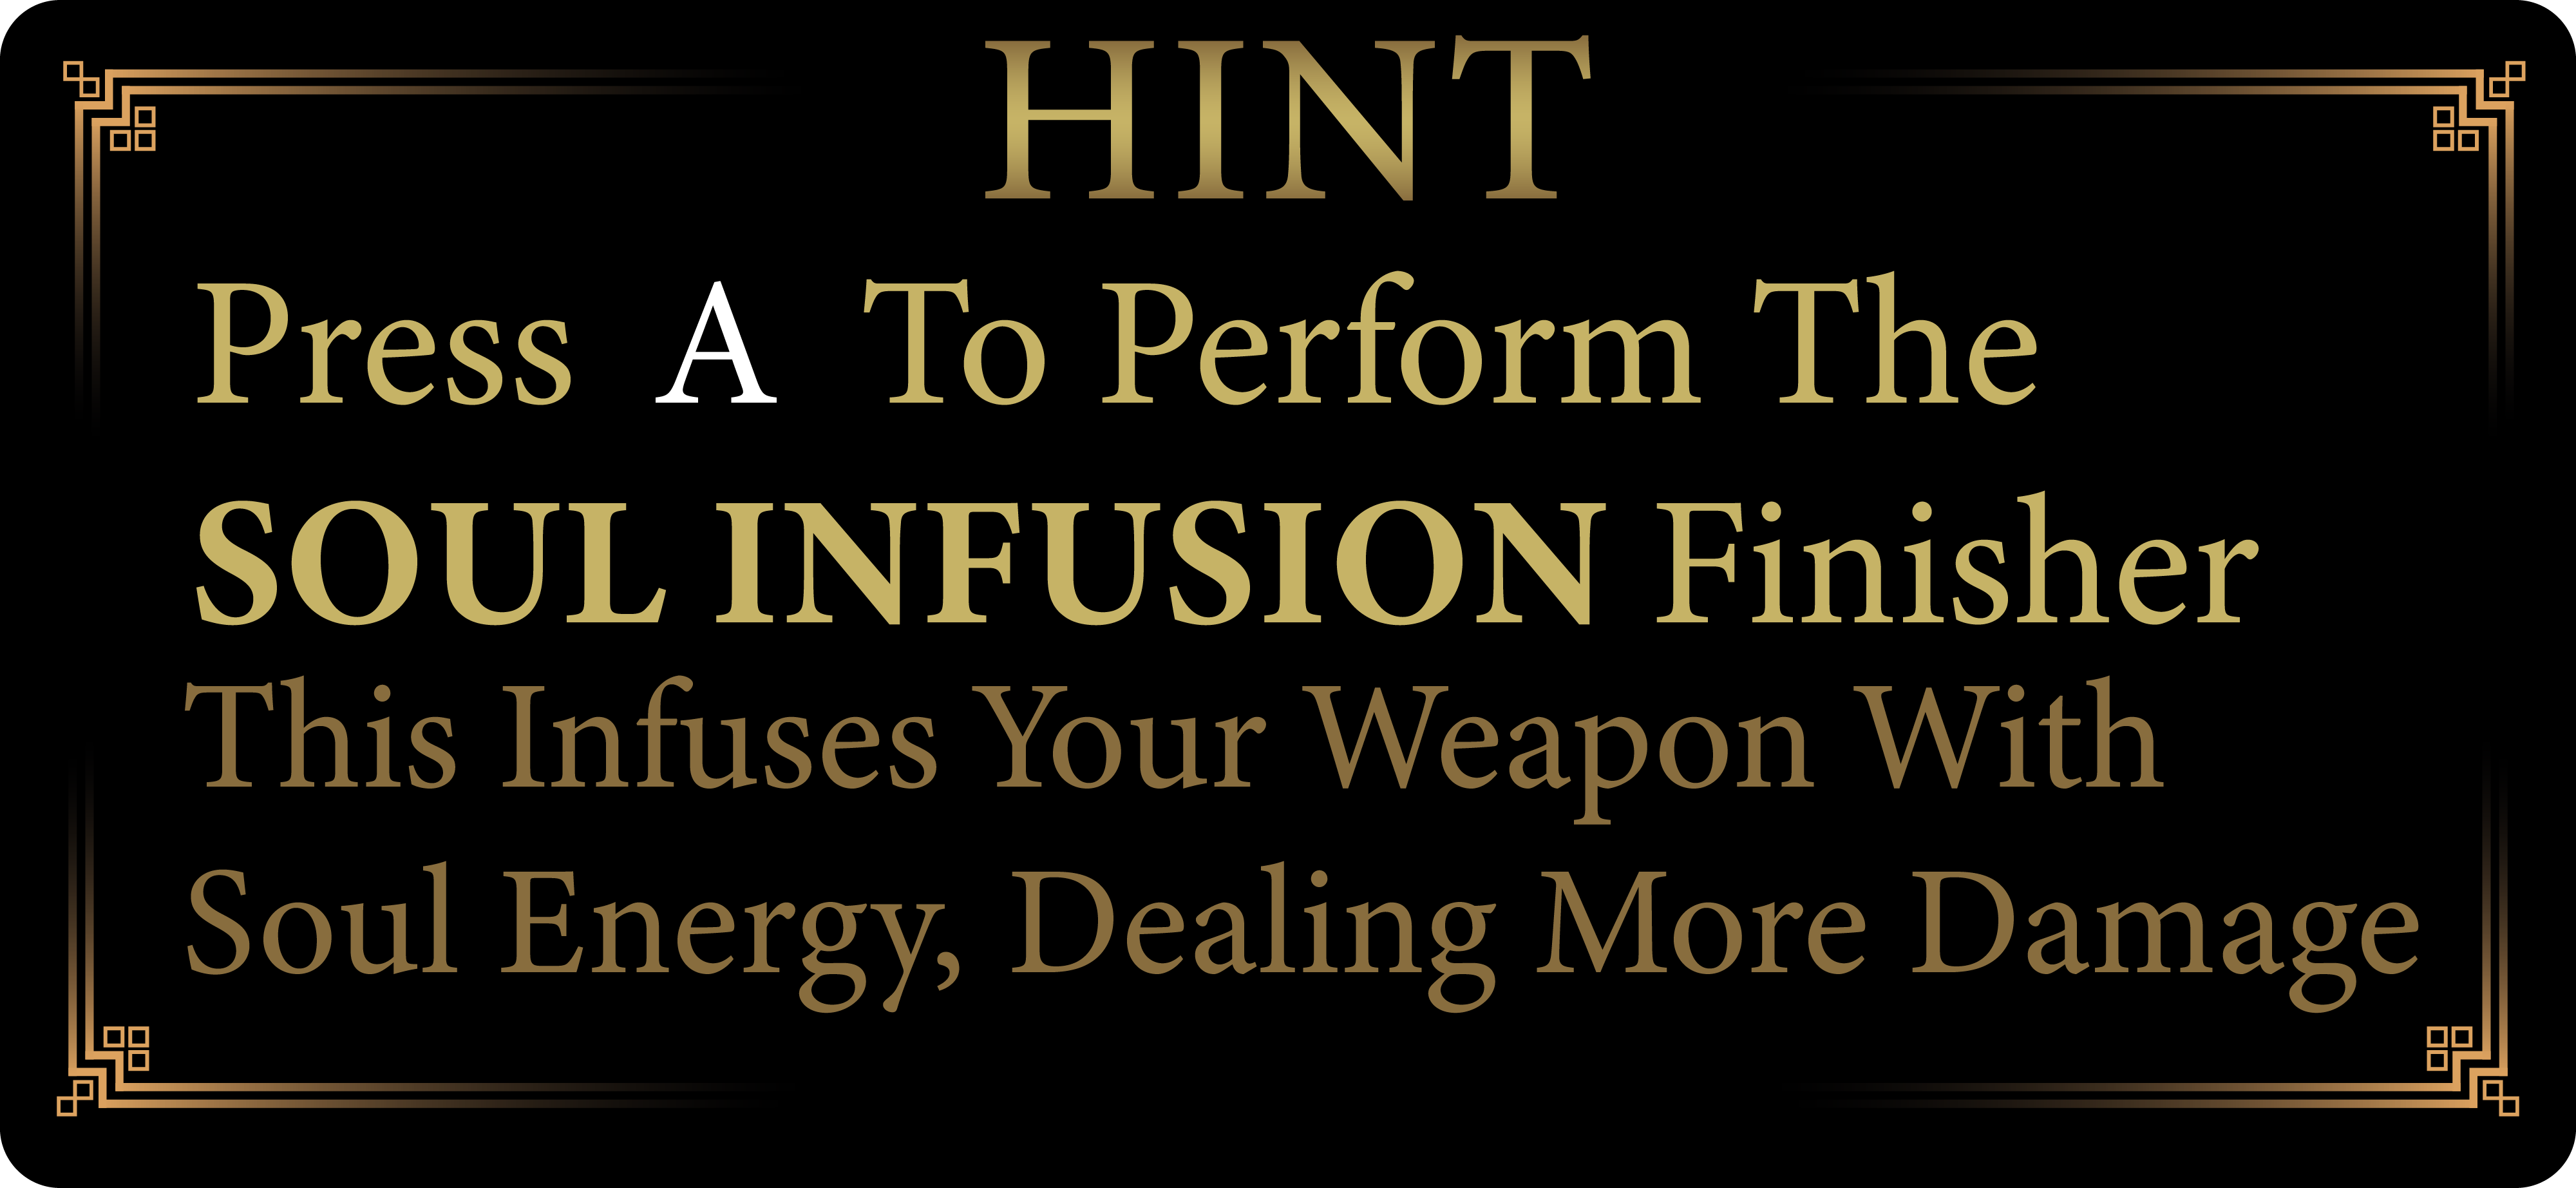 HINT
Press A To Perform The
SOUL INFUSION Finisher
This Infuses Your Weapon With
Soul Energy, Dealing More Damage